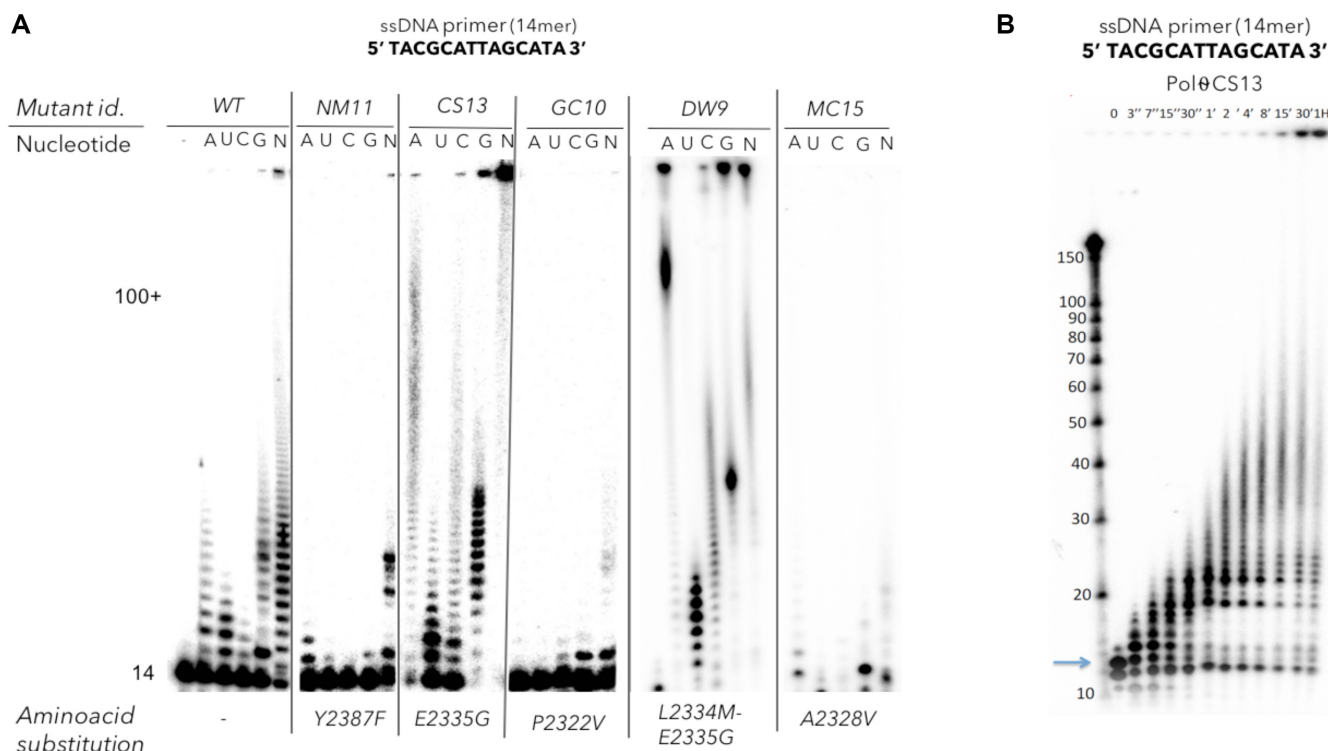 A
ssDNA primer (14mer)
5′ TACGCATTAGCATA 3′
Mutant id. WT NM11 CS13 GC10 DW9 MC15
Nucleotide A U C G N A U C G N A U C G N A U C G N A U C G N A U C G N
100+
14
Aminoacid substitution
- Y2387F E2335G P2322V L2334M-E2335G A2328V
B
ssDNA primer (14mer)
5′ TACGCATTAGCATA 3′
PolθCS13
0 3′′ 7′′ 15′′ 30′′ 1′ 2 ′ 4′ 8′ 15′ 30′ 1H
150
100
90
80
70
60
50
40
30
20
10